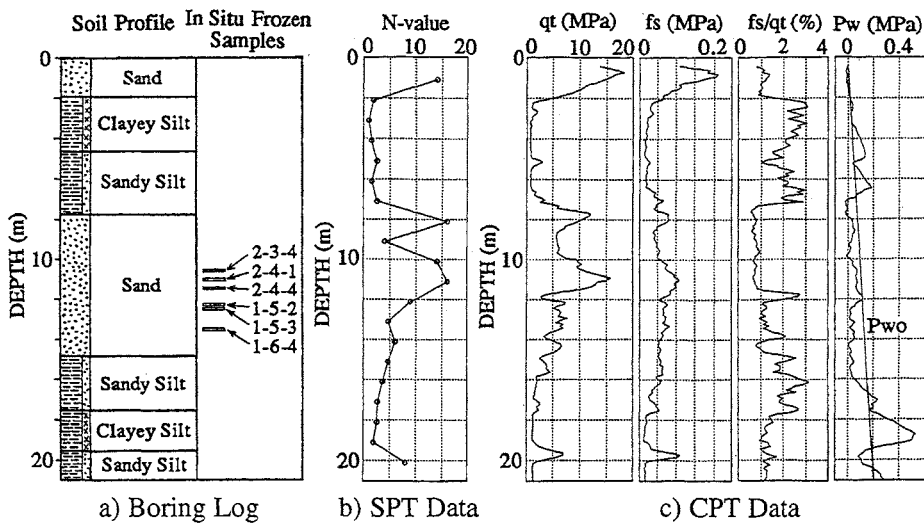 Soil Profile
In Situ Frozen
Samples
N-value
qt (MPa)
fs (MPa)
fs/qt (%)
Pw (MPa)
0
0
10
20
0
0
10
20
0
0.2
0
2
4
0
0.4
Sand
Clayey Silt
Sandy Silt
Sand
Sandy Silt
Clayey Silt
Sandy Silt
2-3-4
2-4-1
2-4-4
1-5-2
1-5-3
1-6-4
DEPTH (m)
10
20
DEPTH (m)
10
20
DEPTH (m)
10
20
Pwo
a) Boring Log
b) SPT Data
c) CPT Data